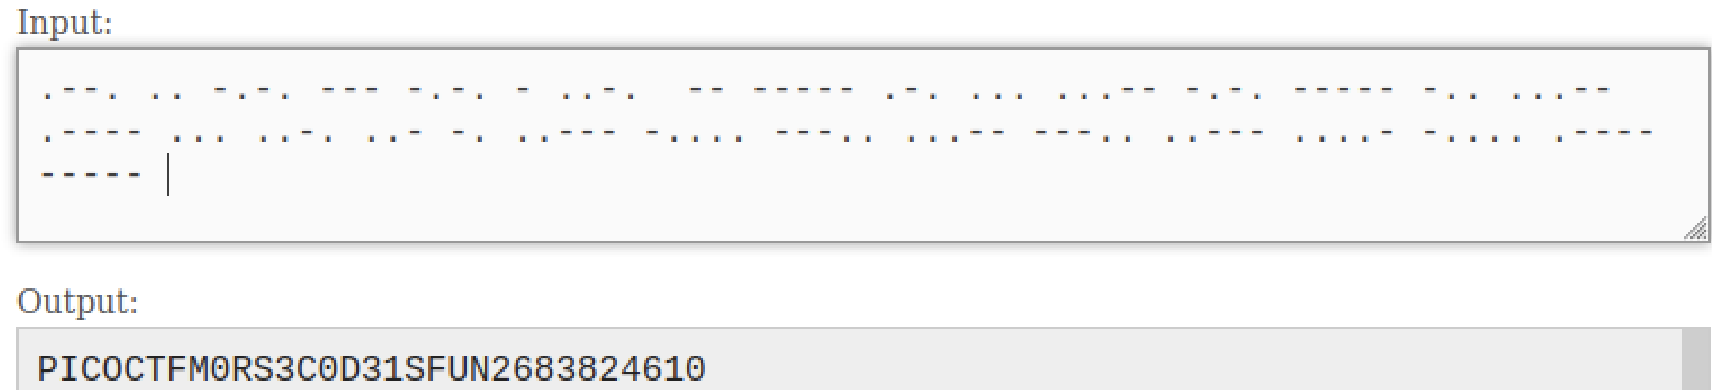 Input:
.--. .. -.-. --- -.-. - ..-.  -- ----- .-. ... ...-- -.-. ----- -.. ...--
.---- ... ..-. ..- -. ..--- -.... ---.. ...-- ---.. ..--- ....- -.... .----
-----
Output:
PICOCTFM0RS3C0D31SFUN2683824610